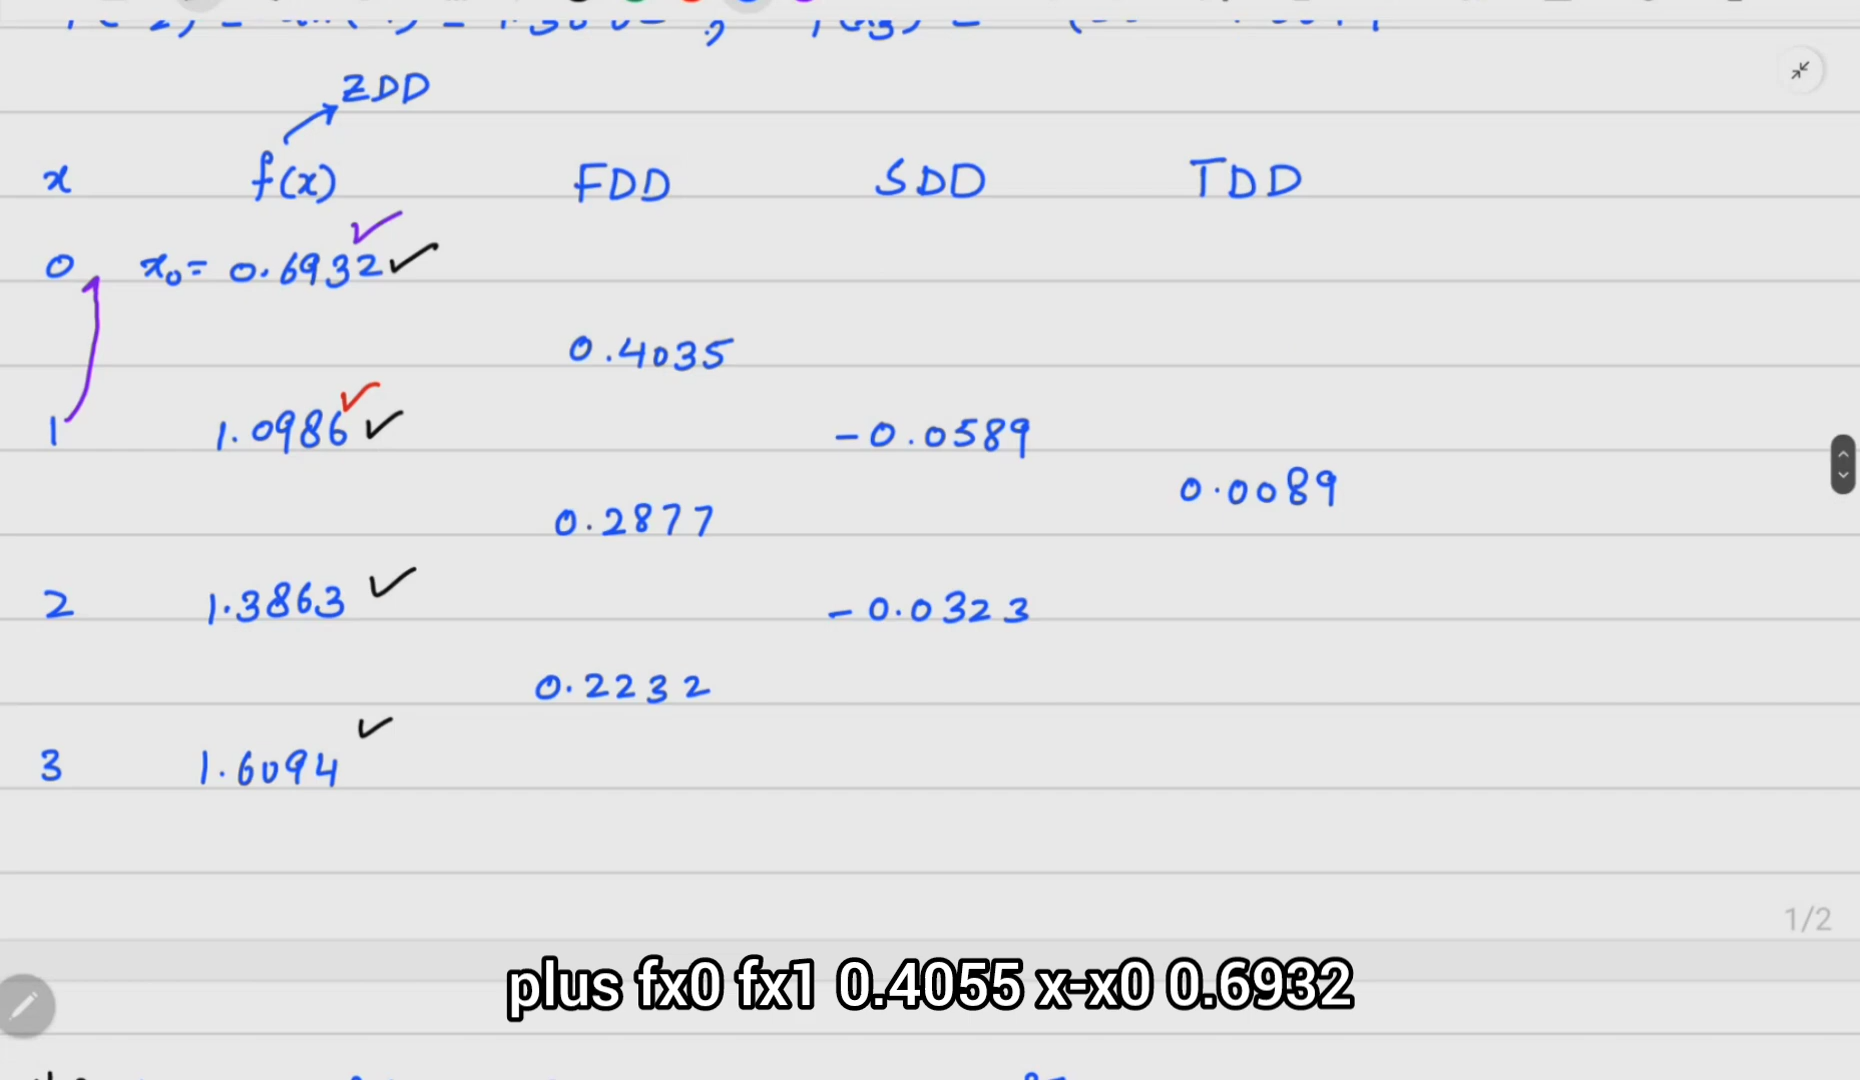 ZDD
x f(x) FDD SDD TDD
0 x₀= 0.6932
0.4035
1 1.0986 -0.0589
0.0089
0.2877
2 1.3863 -0.0323
0.2232
3 1.6094
1/2
plus fx0 fx1 0.4055 x-x0 0.6932